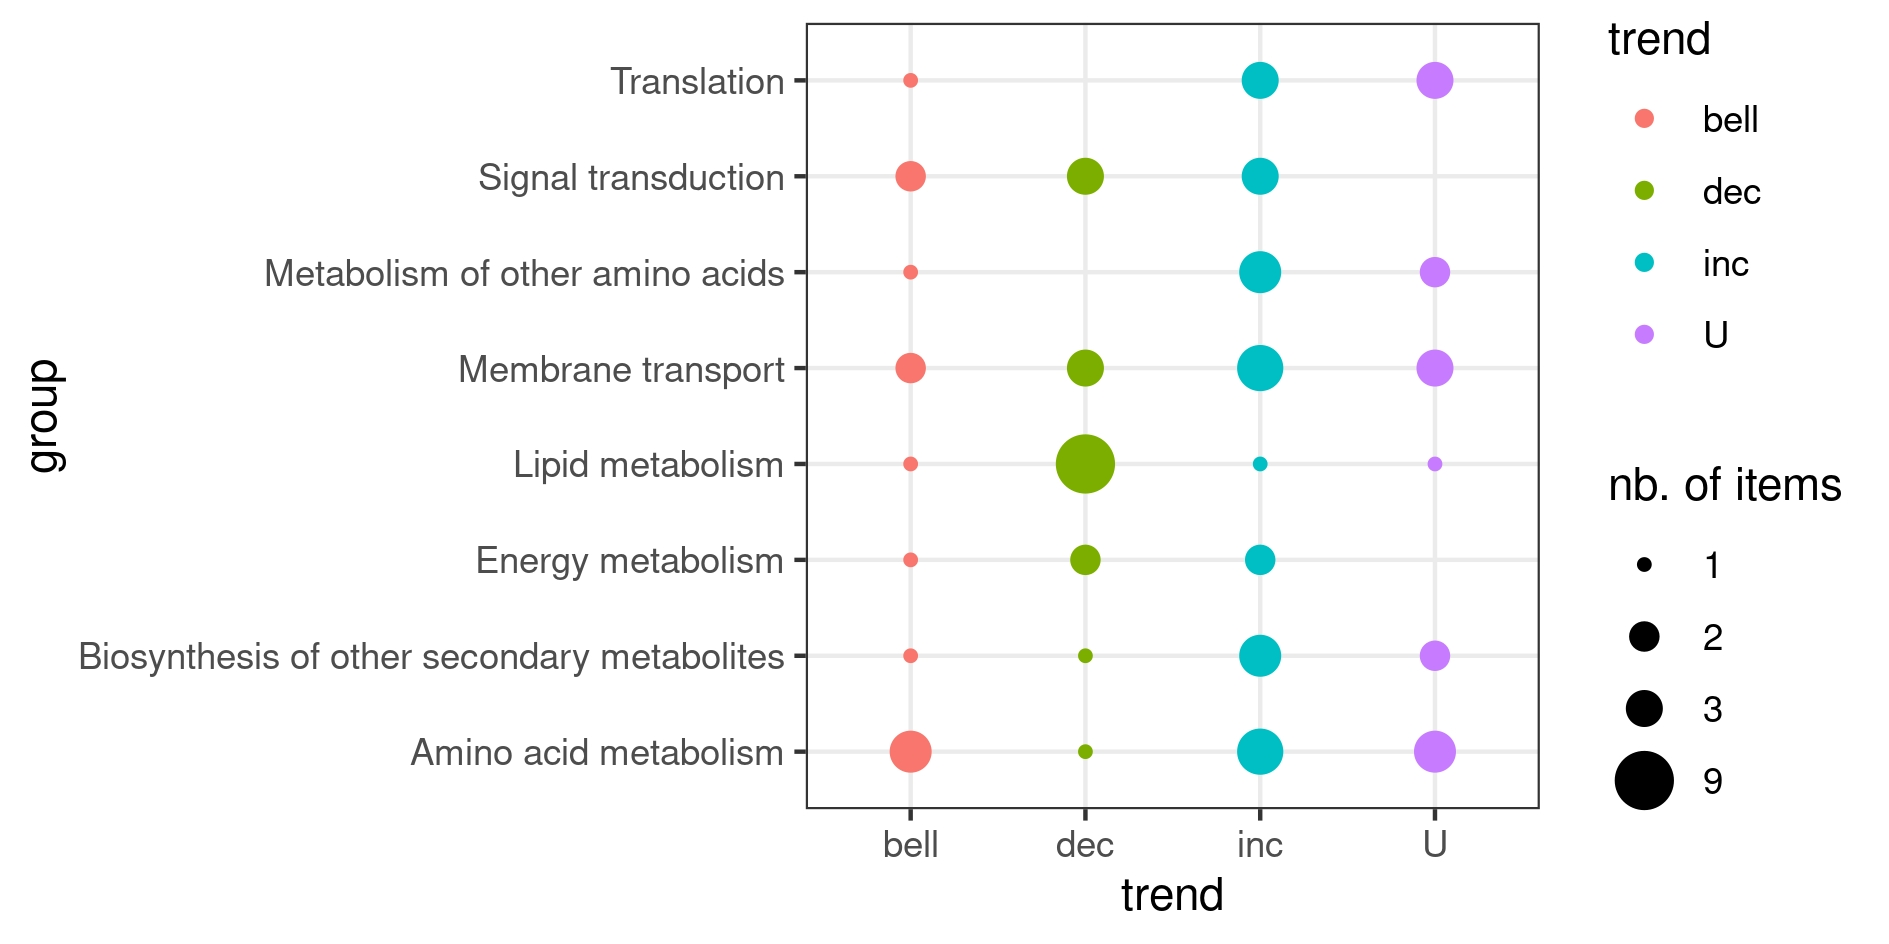 Translation
Signal transduction
Metabolism of other amino acids
Membrane transport
Lipid metabolism
Energy metabolism
Biosynthesis of other secondary metabolites
Amino acid metabolism
group
bell dec inc U
trend
trend
bell
dec
inc
U
nb. of items
1
2
3
9